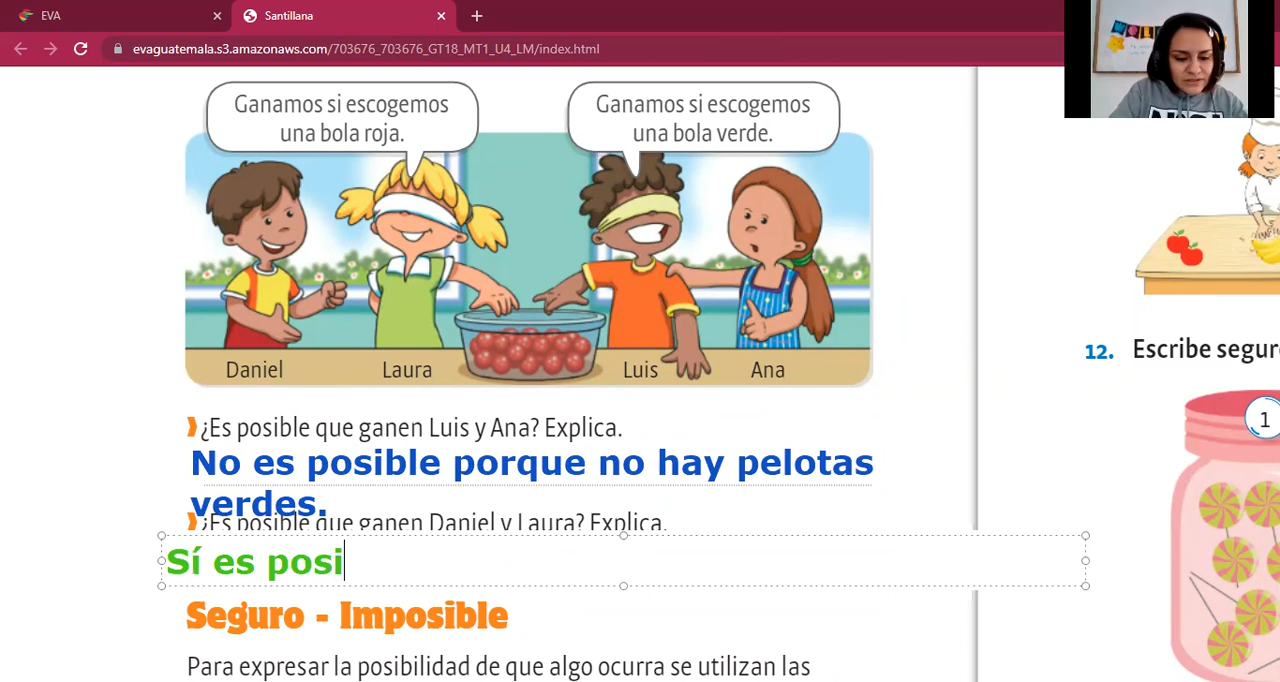 EVA
Santillana
evaguatemala.s3.amazonaws.com/703676_703676_GT18_MT1_U4_LM/index.html
Ganamos si escogemos
una bola roja.
Ganamos si escogemos
una bola verde.
Daniel
Laura
Luis
Ana
¿Es posible que ganen Luis y Ana? Explica.
No es posible porque no hay pelotas
verdes.
¿Es posible que ganen Daniel y Laura? Explica.
Sí es posi
Seguro - Imposible
Para expresar la posibilidad de que algo ocurra se utilizan las
12. Escribe segur
1